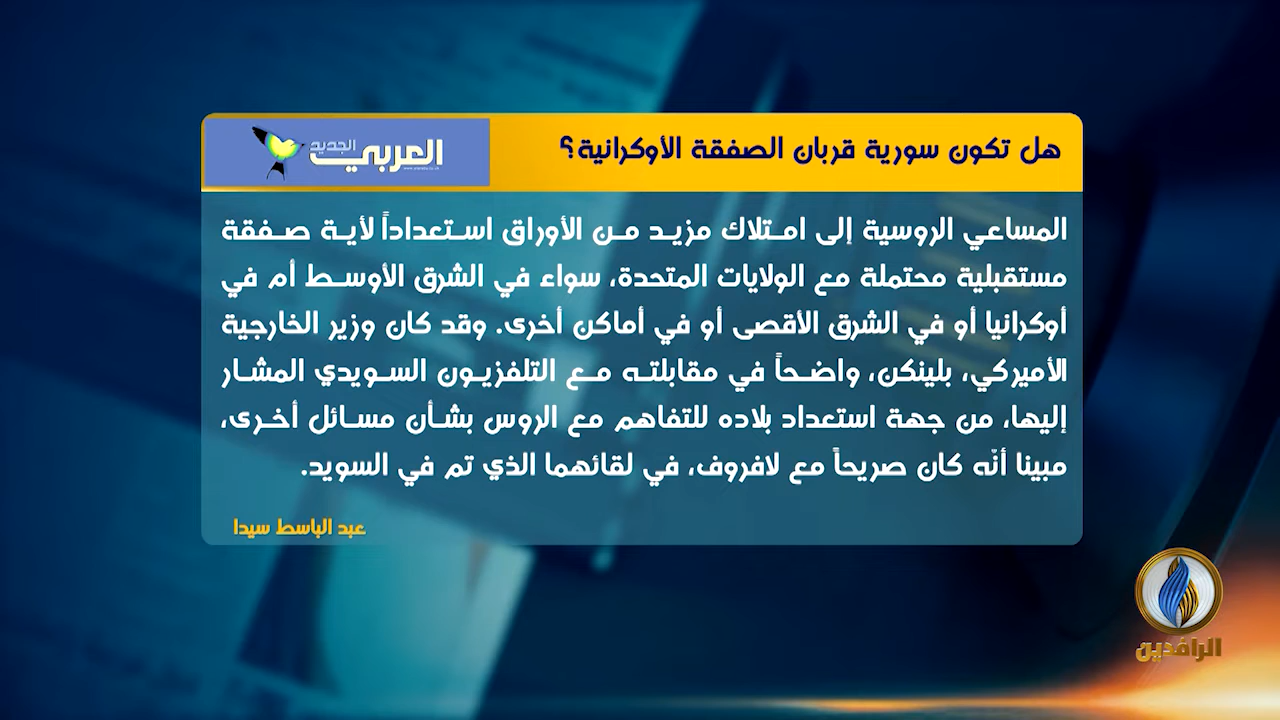 هل تكون سورية قربان الصفقة الأوكرانية؟
العربي الجديد
المساعي الروسية إلى امتلاك مزيد من الأوراق استعداداً لأية صفقة
مستقبلية محتملة مع الولايات المتحدة، سواء في الشرق الأوسط أم في
أوكرانيا أو في الشرق الأقصى أو في أماكن أخرى. وقد كان وزير الخارجية
الأميركي، بلينكن، واضحاً في مقابلته مع التلفزيون السويدي المشار
إليها، من جهة استعداد بلاده للتفاهم مع الروس بشأن مسائل أخرى،
مبينا أنّه كان صريحاً مع لافروف، في لقائهما الذي تم في السويد.
عبد الباسط سيدا
الرافدين